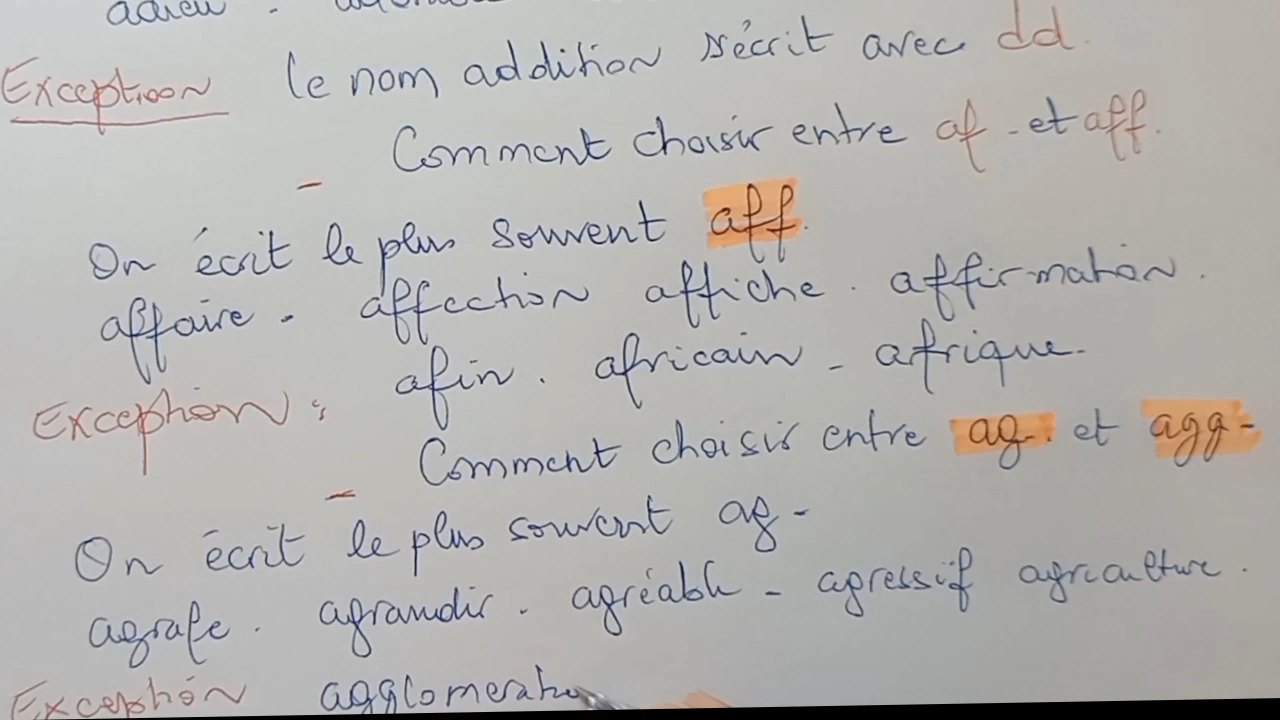 adieu .
Exception le nom addition s'écrit avec dd.
- Comment choisir entre af - et aff.
On écrit le plus souvent aff.
affaire - affection affiche . affirmation .
Exception : afin . africain - afrique.
- Comment choisir entre ag. et agg-
On écrit le plus souvent ag -
agrafe . agrandir . agréable - agressif agriculture .
Exception agglomerati